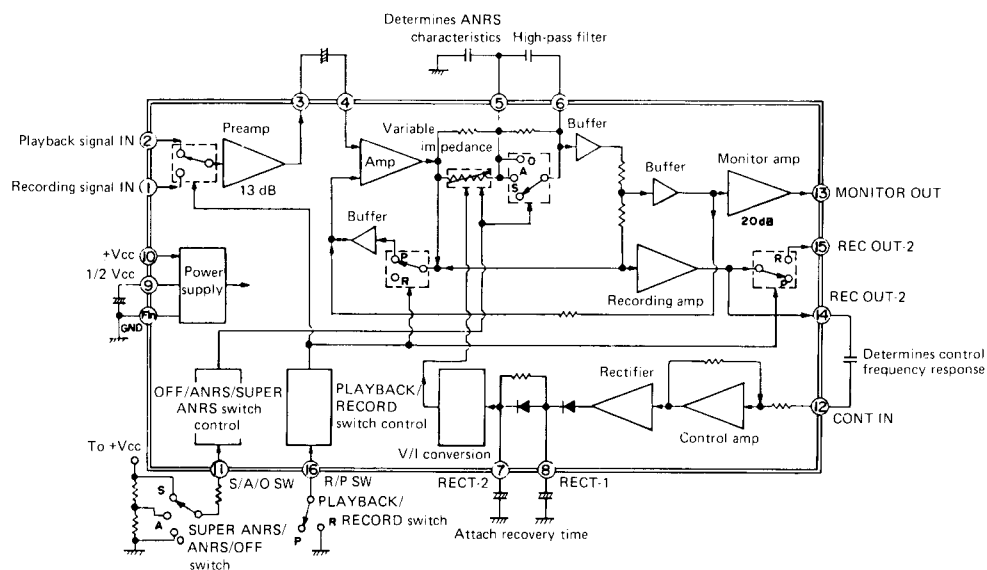 Determines ANRS
characteristics
High-pass filter
3
4
5
6
Playback signal IN
2
Preamp
13 dB
Recording signal IN
1
Amp
Variable
impedance
O
A
S
Buffer
Buffer
Monitor amp
20dB
13
MONITOR OUT
Buffer
P
R
Recording amp
R
P
15
REC OUT-2
REC OUT-2
14
+Vcc
10
1/2 Vcc
9
Fin
GND
Power
supply
Determines control
frequency response
OFF/ANRS/SUPER
ANRS switch
control
PLAYBACK/
RECORD
switch control
V/I conversion
Rectifier
Control amp
12
CONT IN
To +Vcc
11
S/A/O SW
16
R/P SW
7
RECT-2
8
RECT-1
S
A
O
SUPER ANRS/
ANRS/OFF
switch
PLAYBACK/
RECORD switch
P
R
Attach recovery time